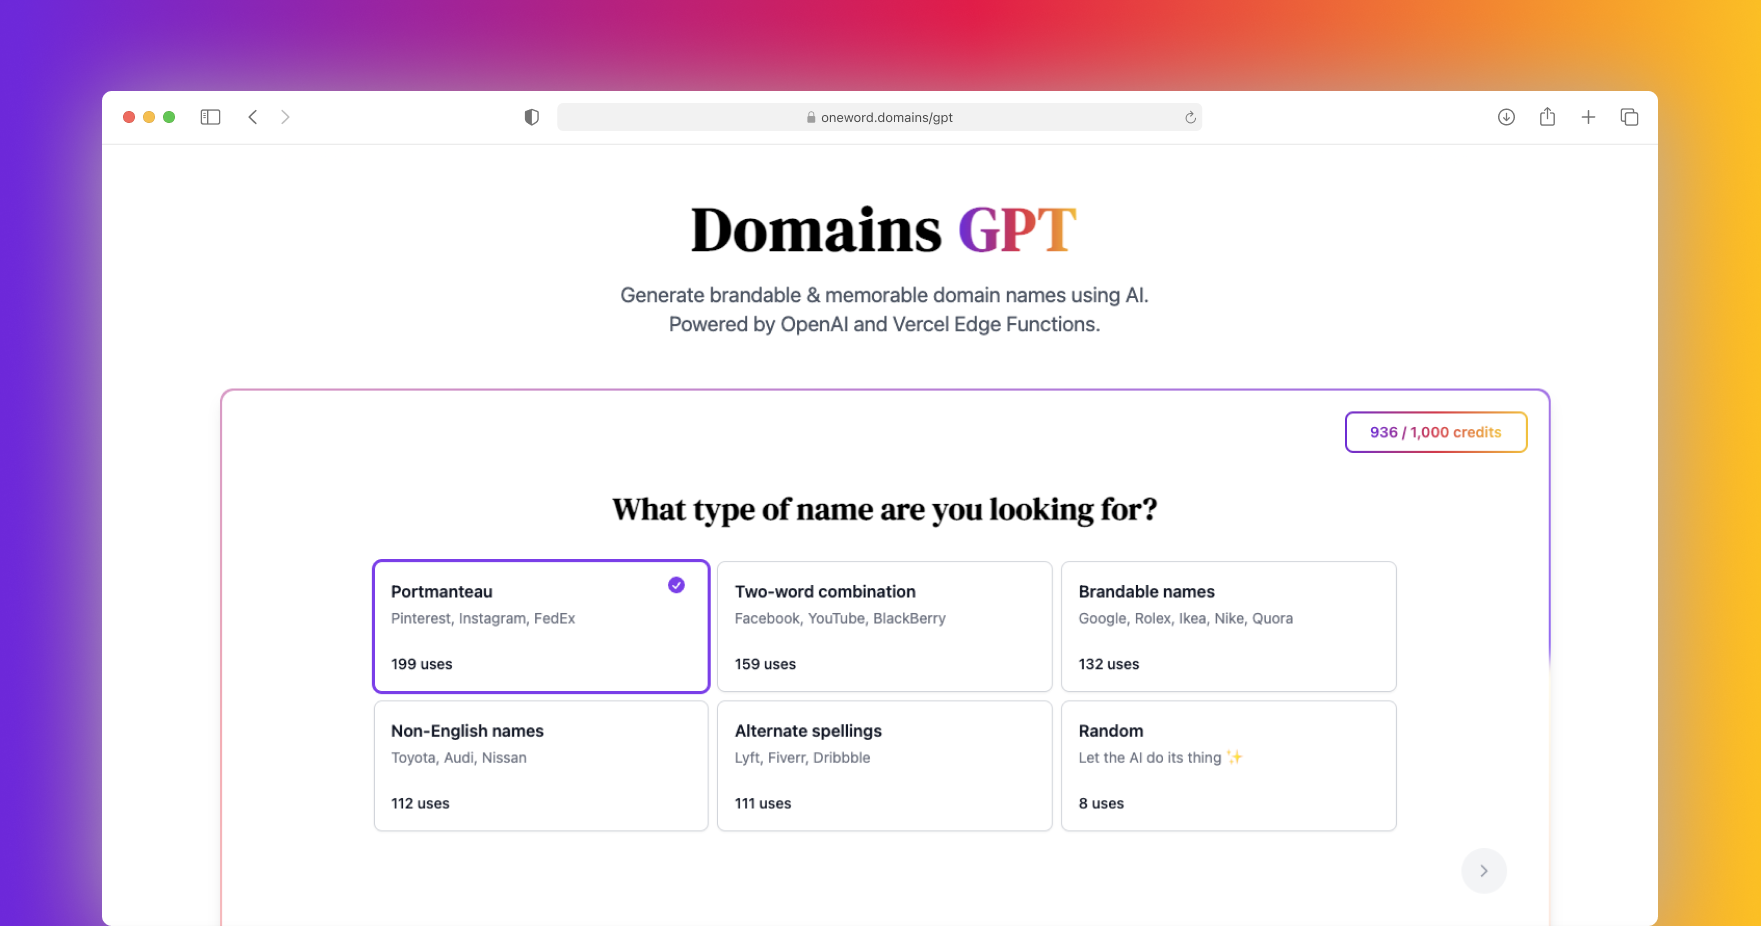 oneword.domains/gpt
Domains GPT
Generate brandable & memorable domain names using AI.
Powered by OpenAI and Vercel Edge Functions.
936 / 1,000 credits
What type of name are you looking for?
Portmanteau
Pinterest, Instagram, FedEx
199 uses
Two-word combination
Facebook, YouTube, BlackBerry
159 uses
Brandable names
Google, Rolex, Ikea, Nike, Quora
132 uses
Non-English names
Toyota, Audi, Nissan
112 uses
Alternate spellings
Lyft, Fiverr, Dribbble
111 uses
Random
Let the AI do its thing ✨
8 uses